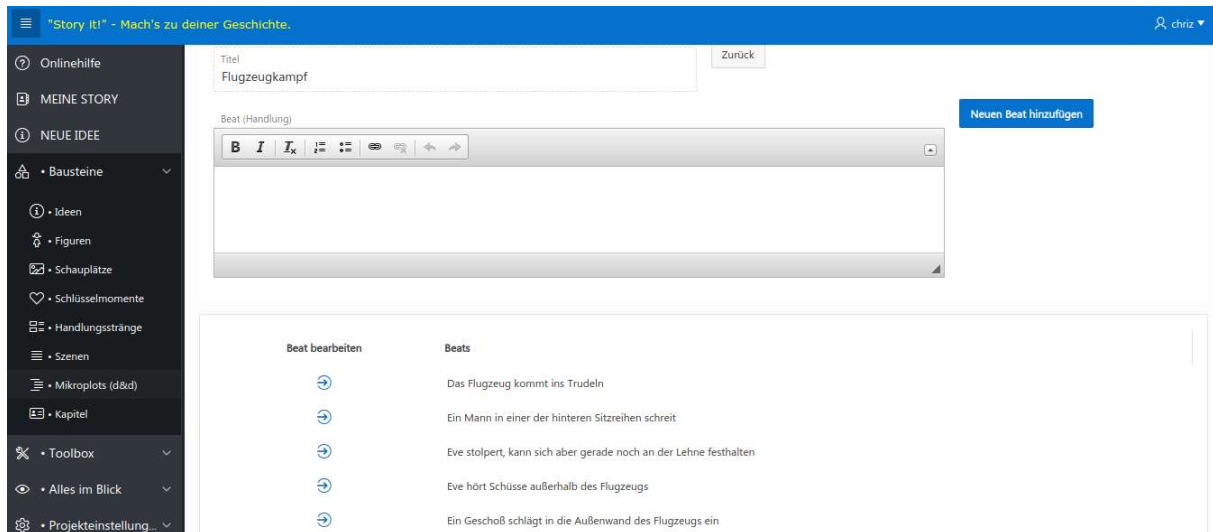 "Story it!" - Mach's zu deiner Geschichte.
chriz
Onlinehilfe
MEINE STORY
NEUE IDEE
• Bausteine
• Ideen
• Figuren
• Schauplätze
• Schlüsselmomente
• Handlungsstränge
• Szenen
• Mikroplots (d&d)
• Kapitel
• Toolbox
• Alles im Blick
• Projekteinstellung...
Titel
Flugzeugkampf
Zurück
Beat (Handlung)
Neuen Beat hinzufügen
B I Tx
Beat bearbeiten Beats
Das Flugzeug kommt ins Trudeln
Ein Mann in einer der hinteren Sitzreihen schreit
Eve stolpert, kann sich aber gerade noch an der Lehne festhalten
Eve hört Schüsse außerhalb des Flugzeugs
Ein Geschoß schlägt in die Außenwand des Flugzeugs ein